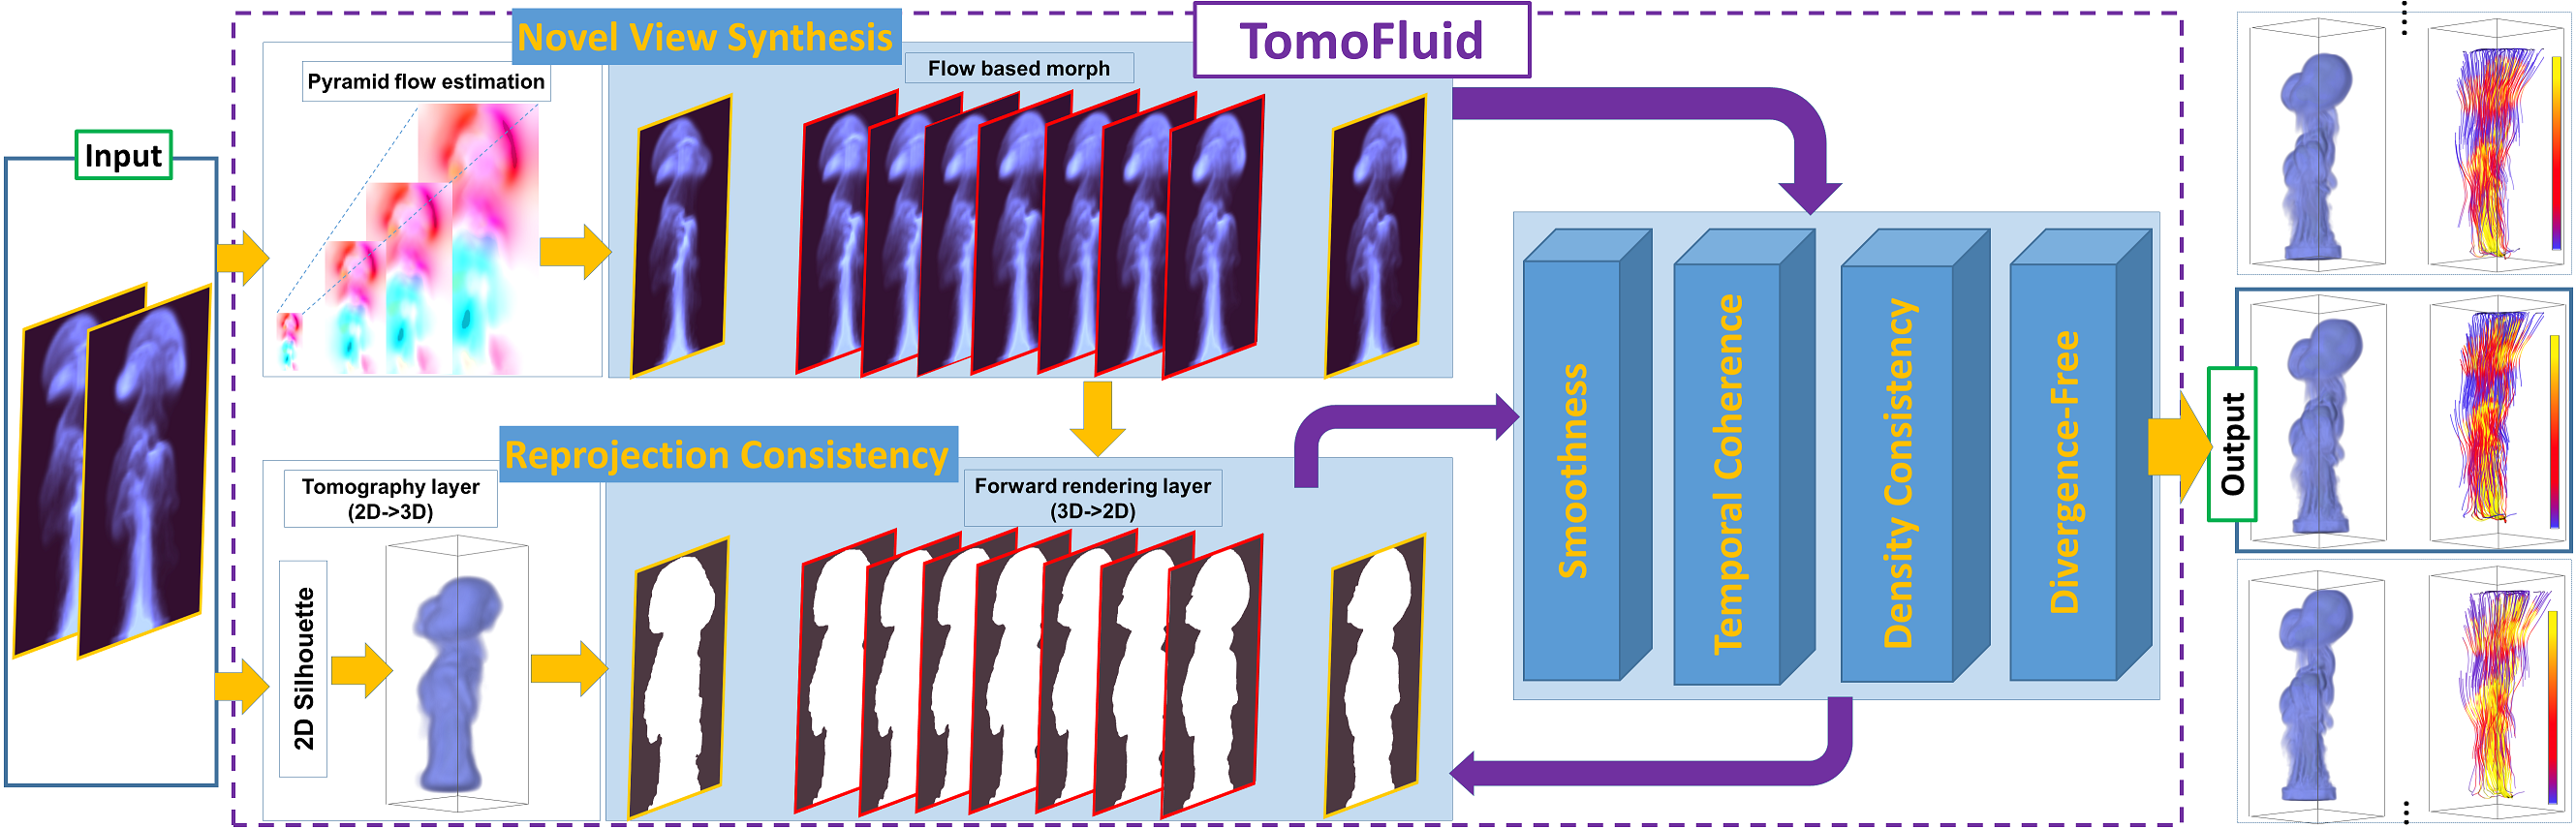 Input
Novel View Synthesis
TomoFluid
Pyramid flow estimation
Flow based morph
Reprojection Consistency
Tomography layer
(2D->3D)
2D Silhouette
Forward rendering layer
(3D->2D)
Smoothness
Temporal Coherence
Density Consistency
Divergence-Free
Output